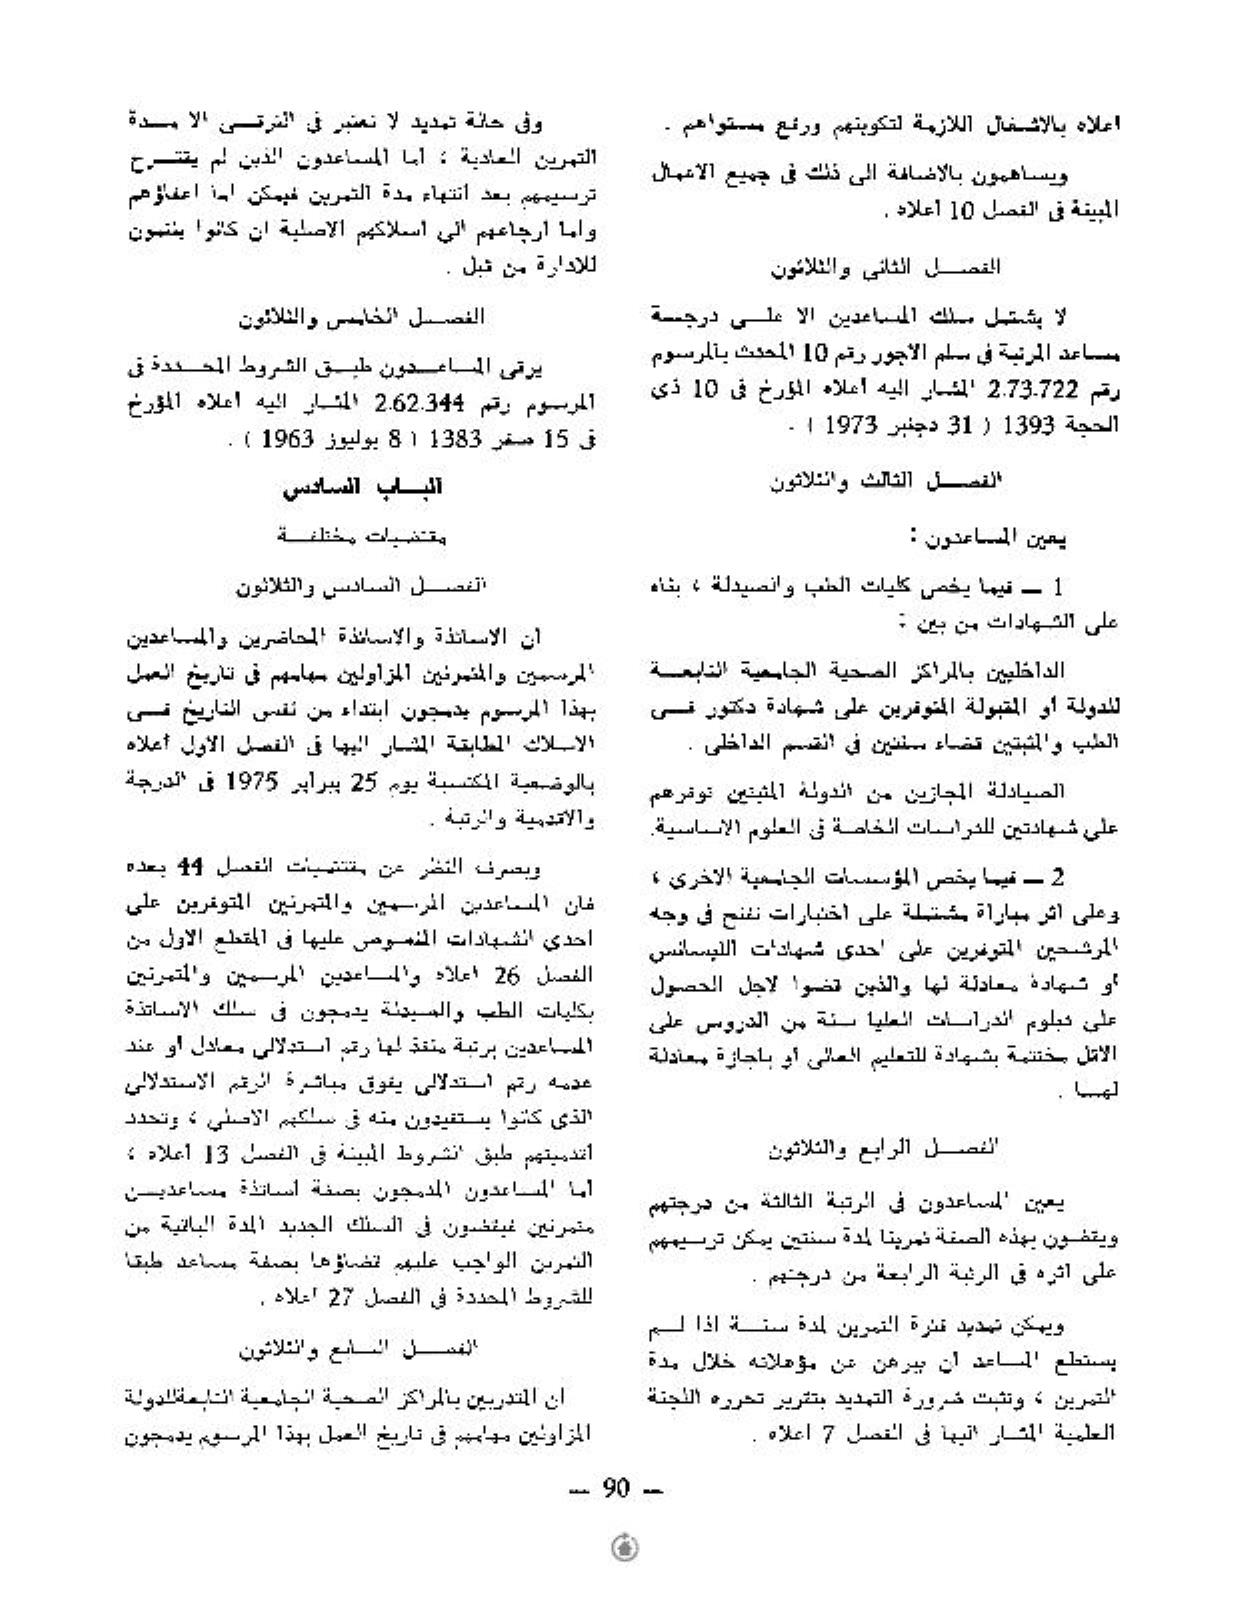 اعلاه بالاشغال اللازمة لتكوينهم ورفع مستواهم .
ويساهمون بالاضافة الى ذلك فى جميع الاعمال
المبينة فى الفصل 10 أعلاه .
الفصل الثانى والثلاثون
لا يشتمل سلك المساعدين الا على درجة
مساعد المرتبة فى سلم الاجور رقم 10 المحدث بالمرسوم
رقم 2.73.722 المشار اليه أعلاه المؤرخ فى 10 ذى
الحجة 1393 ( 31 دجنبر 1973 ) .
الفصل الثالث والثلاثون
يعين المساعدون :
1 — فيما يخص كليات الطب والصيدلة ، بناء
على الشهادات من بين :
الداخليين بالمراكز الصحية الجامعية التابعة
للدولة أو المقبولة المتوفرين على شهادة دكتور فى
الطب والمثبتين قضاء سنتين فى القسم الداخلى .
الصيادلة المجازين من الدولة المثبتين توفرهم
على شهادتين للدراسات الخاصة فى العلوم الاساسية.
2 — فيما يخص المؤسسات الجامعية الاخرى ،
وعلى اثر مباراة مشتملة على اختبارات تفتح فى وجه
المرشحين المتوفرين على احدى شهادات الليسانس
أو شهادة معادلة لها والذين قضوا لاجل الحصول
على دبلوم الدراسات العليا سنة من الدروس على
الاقل مختتمة بشهادة للتعليم العالى أو باجازة معادلة
لها .
الفصل الرابع والثلاثون
يعين المساعدون فى الرتبة الثالثة من درجتهم
ويقضون بهذه الصفة تمرينا لمدة سنتين يمكن ترسيمهم
على اثره فى الرتبة الرابعة من درجتهم .
ويمكن تمديد فترة التمرين لمدة سنة اذا لم
يستطع المساعد أن يبرهن عن مؤهلاته خلال مدة
التمرين ، وتثبت ضرورة التمديد بتقرير تحرره اللجنة
العلمية المشار اليها فى الفصل 7 اعلاه .
وفى حالة تمديد لا تعتبر فى الترقى الا مدة
التمرين العادية ، أما المساعدون الذين لم يقترح
ترسيمهم بعد انتهاء مدة التمرين فيمكن اما اعفاؤهم
واما ارجاعهم الى أسلاكهم الاصلية ان كانوا ينتمون
للادارة من قبل .
الفصل الخامس والثلاثون
يرقى المساعدون طبق الشروط المحددة فى
المرسوم رقم 2.62.344 المشار اليه أعلاه المؤرخ
فى 15 صفر 1383 ( 8 يوليوز 1963 ) .
الباب السادس
مقتضيات مختلفة
الفصل السادس والثلاثون
ان الاساتذة والاساتذة المحاضرين والمساعدين
المرسمين والمتمرنين المزاولين مهامهم فى تاريخ العمل
بهذا المرسوم يدمجون ابتداء من نفس التاريخ فى
الاسلاك المطابقة المشار اليها فى الفصل الاول أعلاه
بالوضعية المكتسبة يوم 25 يبراير 1975 فى الدرجة
والاقدمية والرتبة .
وبصرف النظر عن مقتضيات الفصل 44 بعده
فان المساعدين المرسمين والمتمرنين المتوفرين على
احدى الشهادات المنصوص عليها فى المقطع الاول من
الفصل 26 اعلاه والمساعدين المرسمين والمتمرنين
بكليات الطب والصيدلة يدمجون فى سلك الاساتذة
المساعدين برتبة منفذ لها رقم استدلالى معادل أو عند
عدمه رقم استدلالى يفوق مباشرة الرقم الاستدلالى
الذى كانوا يستفيدون منه فى سلكهم الاصلى ، وتحدد
أقدميتهم طبق الشروط المبينة فى الفصل 13 أعلاه ،
أما المساعدون المدمجون بصفة أساتذة مساعدين
متمرنين فيقضون فى السلك الجديد المدة الباقية من
التمرين الواجب عليهم قضاؤها بصفة مساعد طبقا
للشروط المحددة فى الفصل 27 اعلاه .
الفصل السابع والثلاثون
ان المتدربين بالمراكز الصحية الجامعية التابعةللدولة
المزاولين مهامهم فى تاريخ العمل بهذا المرسوم يدمجون
— 90 —